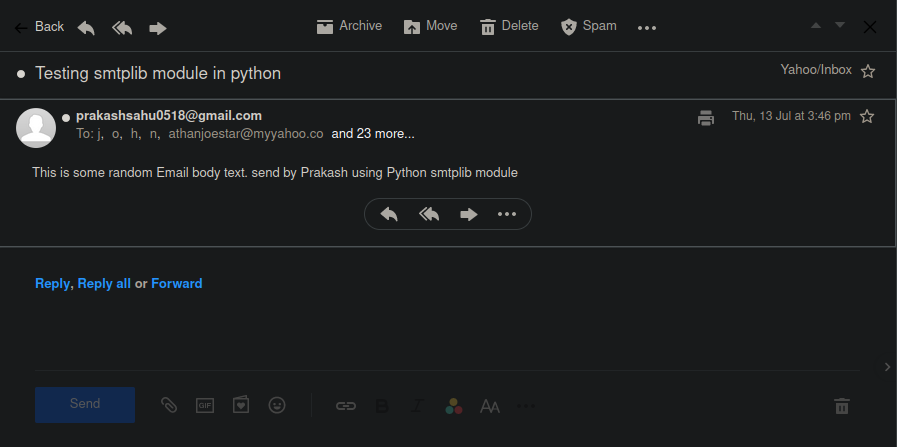 Back Archive Move Delete Spam
Testing smtplib module in python Yahoo/Inbox
prakashsahu0518@gmail.com Thu, 13 Jul at 3:46 pm
To: j, o, h, n, athanjoestar@myyahoo.co and 23 more...
This is some random Email body text. send by Prakash using Python smtplib module
Reply, Reply all or Forward
Send GIF B I AA